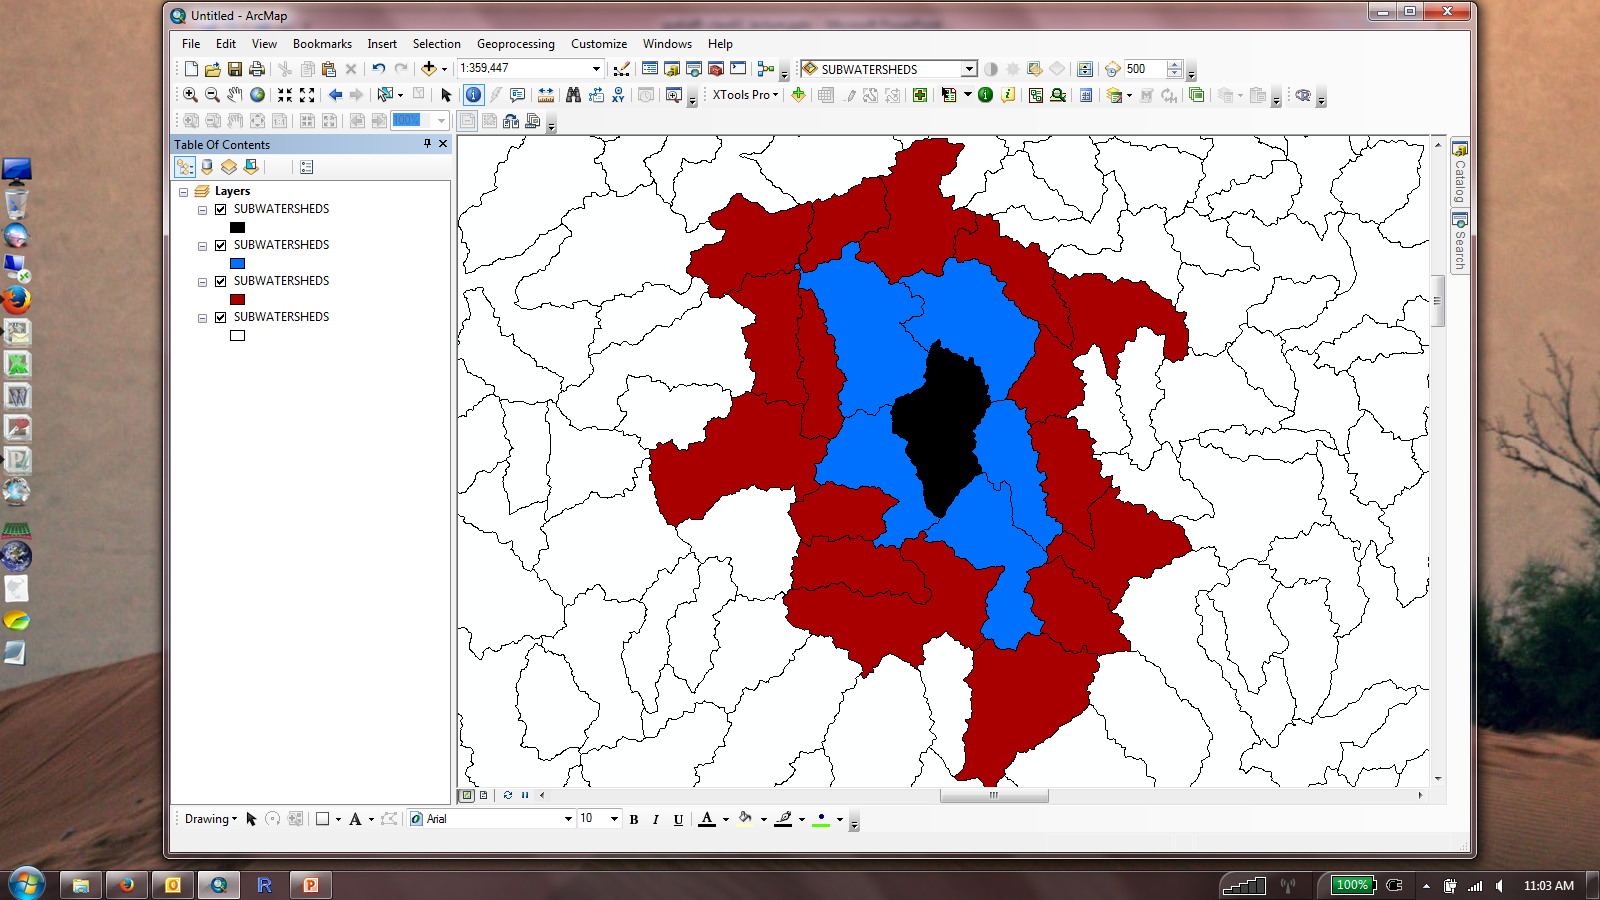 Untitled - ArcMap
File Edit View Bookmarks Insert Selection Geoprocessing Customize Windows Help
1:359,447 SUBWATERSHEDS 500
XTools Pro
100%
Table Of Contents
Layers
SUBWATERSHEDS
SUBWATERSHEDS
SUBWATERSHEDS
SUBWATERSHEDS
Catalog
Search
Drawing A Arial 10 B I U A
100% 11:03 AM